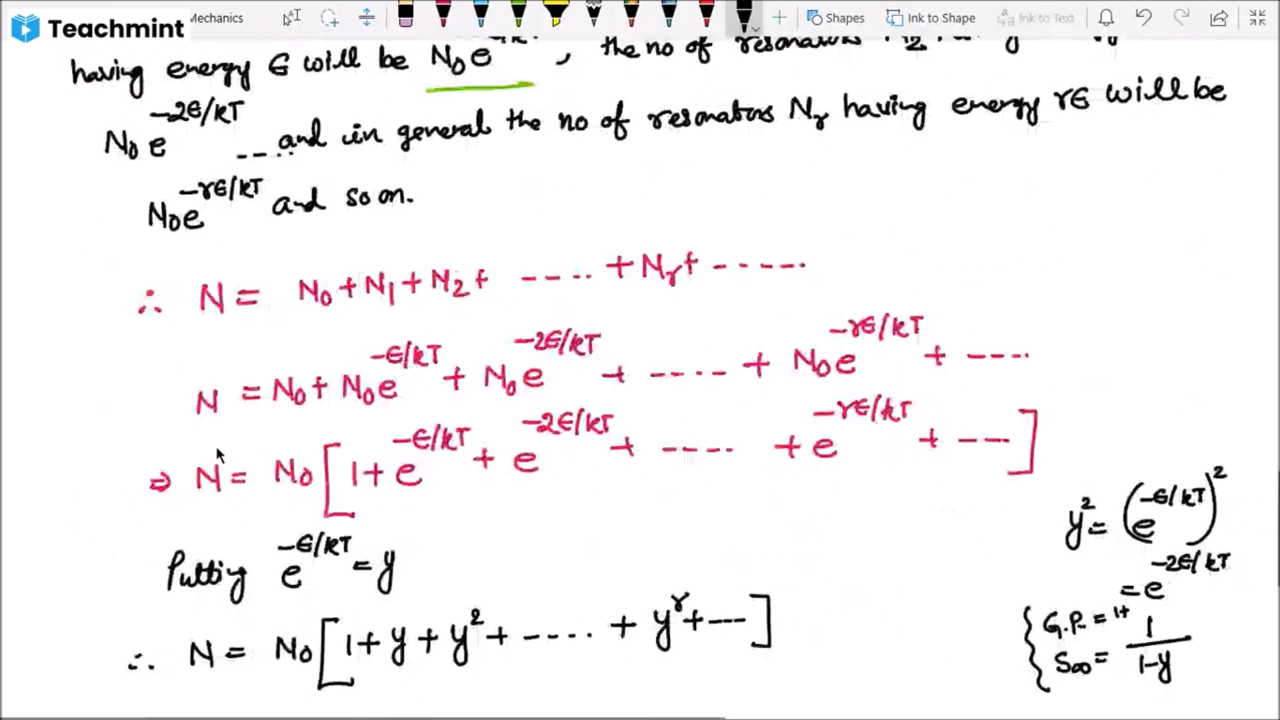 Teachmint
Mechanics
Shapes
Ink to Shape
Ink to Text
having energy ϵ will be N₀e , the no of resonators
N₀e^(-2ϵ/kT) ---- and in general the no of resonators Nᵣ having energy rϵ will be
N₀e^(-rϵ/kT) and so on.
∴ N = N₀ + N₁ + N₂ + ---- + Nᵣ + -----
N = N₀ + N₀e^(-ϵ/kT) + N₀e^(-2ϵ/kT) + ---- + N₀e^(-rϵ/kT) + ----
⇒ N = N₀[1 + e^(-ϵ/kT) + e^(-2ϵ/kT) + ---- + e^(-rϵ/kT) + ---]
Putting e^(-ϵ/kT) = y
∴ N = N₀[1 + y + y² + ---- + y^r + ---]
y² = (e^(-ϵ/kT))²
= e^(-2ϵ/kT)
G.P. = 1+
S∞ = 1/(1-y)